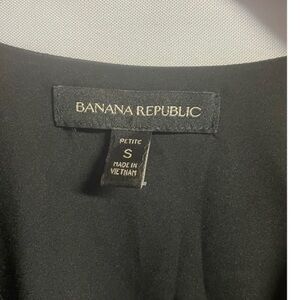 BANANA REPUBLIC
PETITE
S
MADE IN
VIETNAM